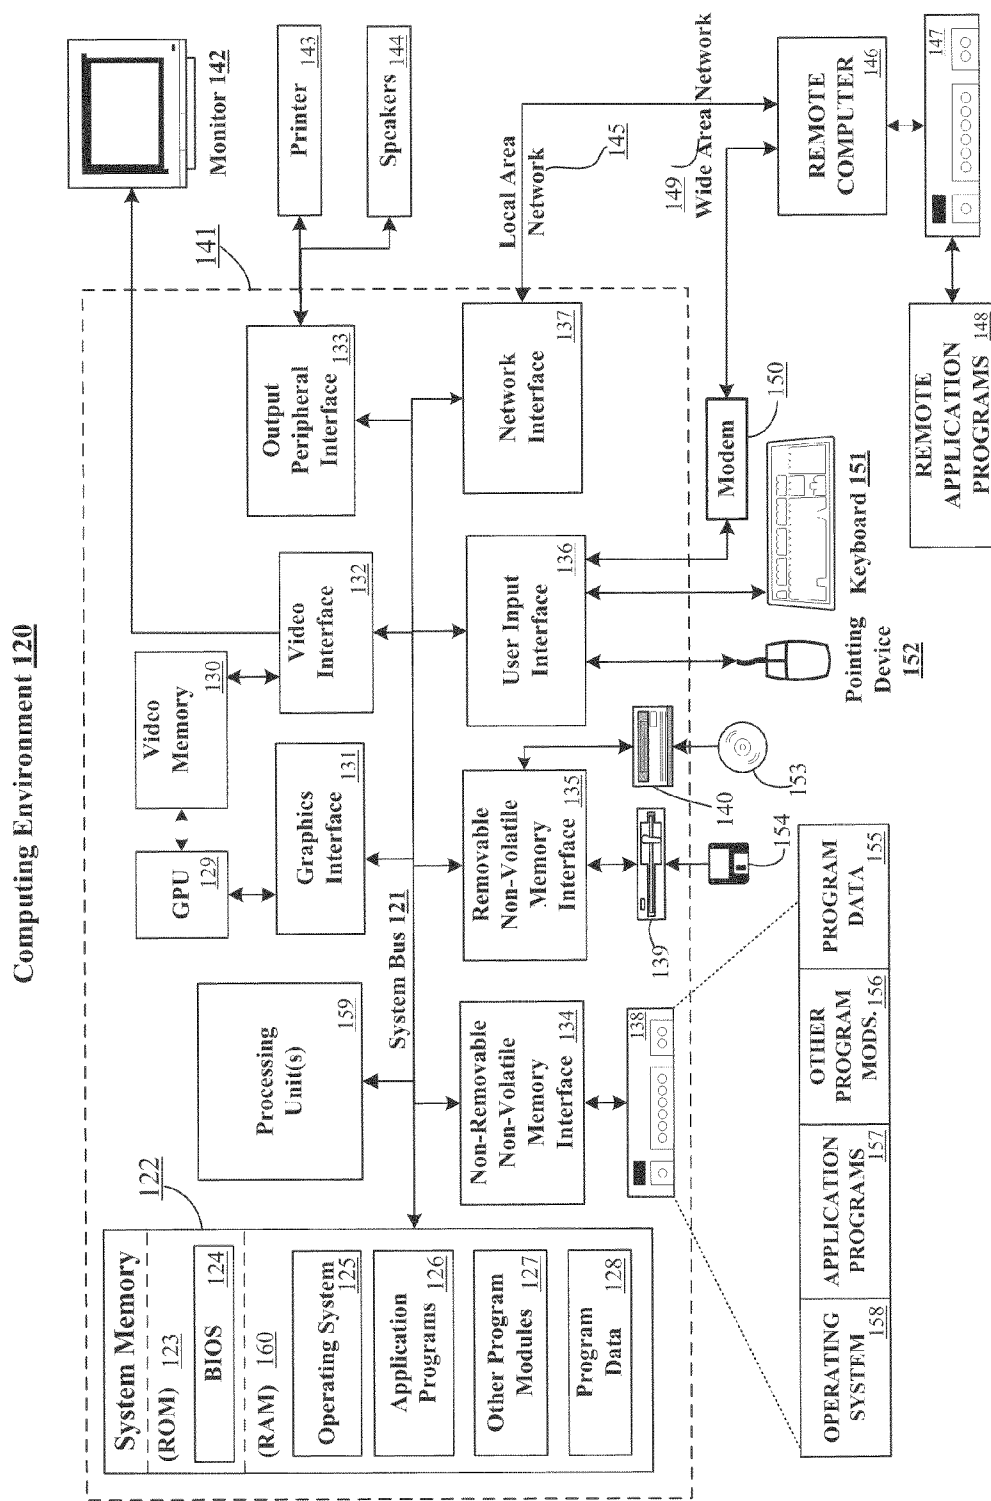 Computing Environment 120
System Memory
122
(ROM) 123
BIOS 124
(RAM) 160
Operating System
125
Application
Programs 126
Other Program
Modules 127
Program
Data 128
Processing
Unit(s)
159
System Bus 121
GPU
129
Video
Memory
130
Graphics
Interface 131
Video
Interface 132
Output
Peripheral
Interface 133
141
Non-Removable
Non-Volatile
Memory
Interface 134
Removable
Non-Volatile
Memory
Interface 135
User Input
Interface 136
Network
Interface 137
Monitor 142
Printer 143
Speakers 144
Local Area
Network
145
149
Wide Area Network
REMOTE
COMPUTER 146
147
REMOTE
APPLICATION
PROGRAMS 148
Modem
150
Keyboard 151
Pointing
Device
152
138
139
140
153
154
OPERATING
SYSTEM 158
APPLICATION
PROGRAMS 157
OTHER
PROGRAM
MODS. 156
PROGRAM
DATA 155